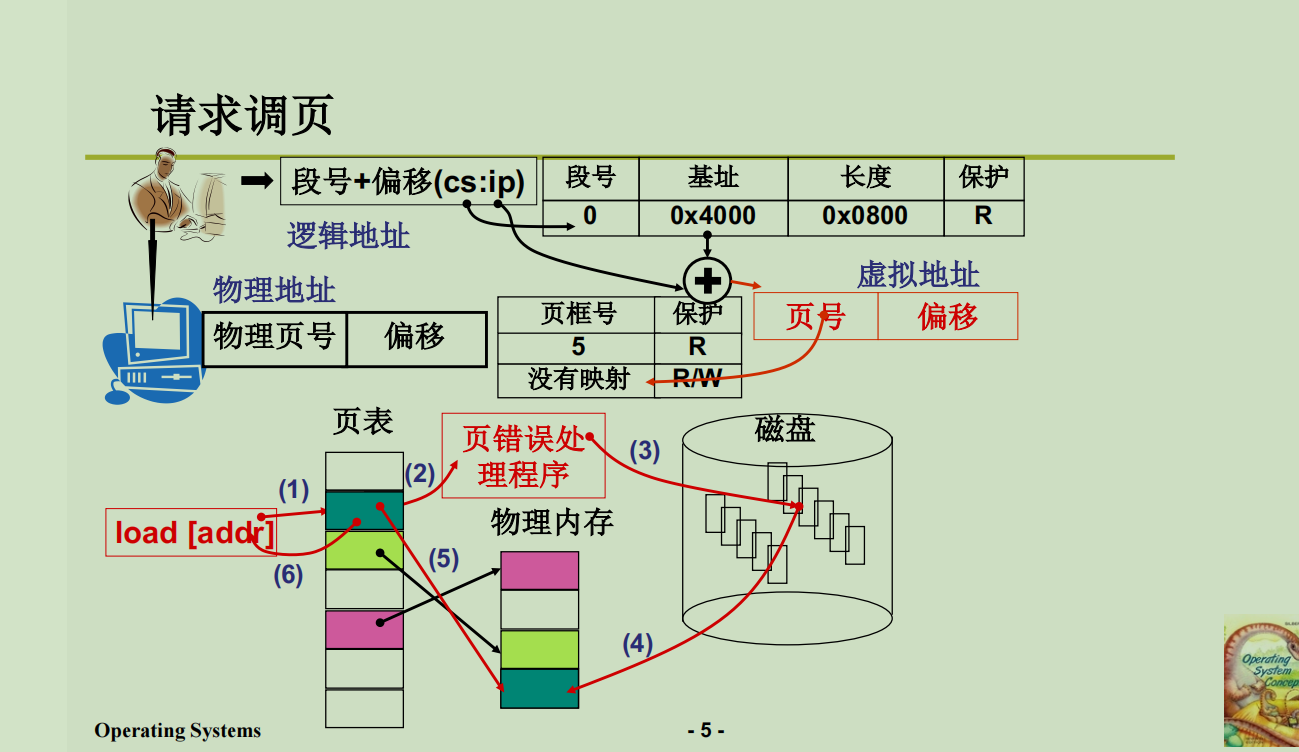 请求调页
段号+偏移(cs:ip)
逻辑地址
段号 基址 长度 保护
0 0x4000 0x0800 R
虚拟地址
页号 偏移
物理地址
物理页号 偏移
页框号 保护
5 R
没有映射 R/W
页表
页错误处
理程序
磁盘
(1)
(2)
(3)
load [addr]
物理内存
(5)
(6)
(4)
Operating
System
Concep
Operating Systems
- 5 -